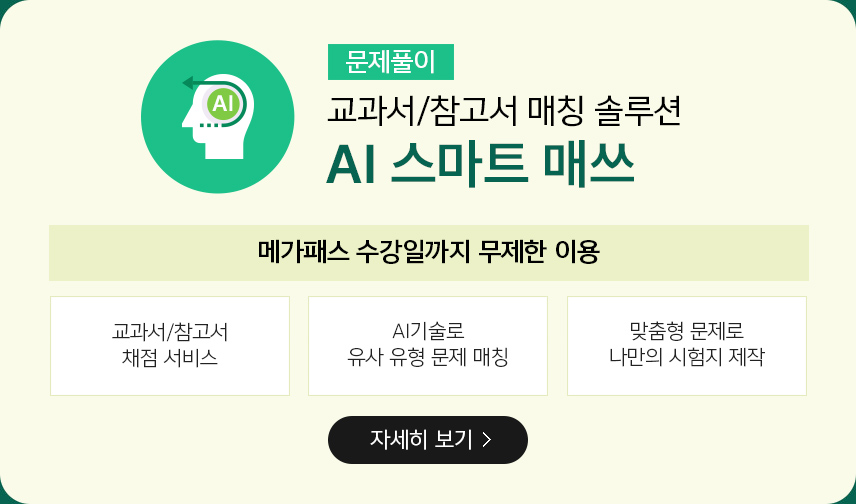 AI
문제풀이
교과서/참고서 매칭 솔루션
AI 스마트 매쓰
메가패스 수강일까지 무제한 이용
교과서/참고서
채점 서비스
AI기술로
유사 유형 문제 매칭
맞춤형 문제로
나만의 시험지 제작
자세히 보기 >